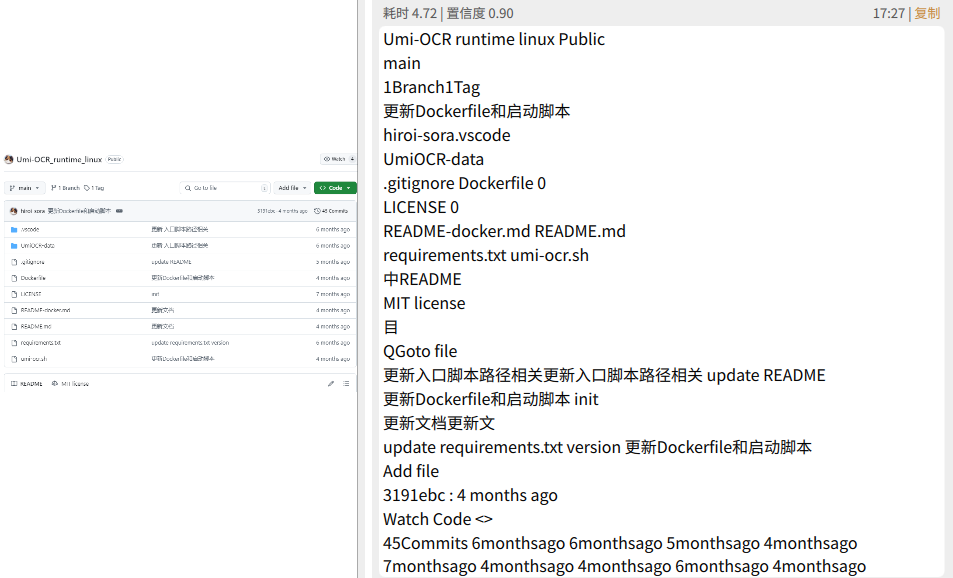 Umi-OCR_runtime_linux Public
Watch 4
main 1 Branch 1 Tag Go to file t Add file <> Code
hiroi-sora 更新Dockerfile和启动脚本 3191ebc · 4 months ago 45 Commits
.vscode 更新入口脚本路径相关 6 months ago
UmiOCR-data 更新入口脚本路径相关 6 months ago
.gitignore update README 5 months ago
Dockerfile 更新Dockerfile和启动脚本 4 months ago
LICENSE init 7 months ago
README-docker.md 更新文档 4 months ago
README.md 更新文档 4 months ago
requirements.txt update requirements.txt version 6 months ago
umi-ocr.sh 更新Dockerfile和启动脚本 4 months ago
README MIT license
耗时 4.72 | 置信度 0.90 17:27 | 复制
Umi-OCR runtime linux Public
main
1Branch1Tag
更新Dockerfile和启动脚本
hiroi-sora.vscode
UmiOCR-data
.gitignore Dockerfile 0
LICENSE 0
README-docker.md README.md
requirements.txt umi-ocr.sh
中README
MIT license
目
QGoto file
更新入口脚本路径相关更新入口脚本路径相关 update README
更新Dockerfile和启动脚本 init
更新文档更新文
update requirements.txt version 更新Dockerfile和启动脚本
Add file
3191ebc : 4 months ago
Watch Code <>
45Commits 6monthsago 6monthsago 5monthsago 4monthsago
7monthsago 4monthsago 4monthsago 6monthsago 4monthsago